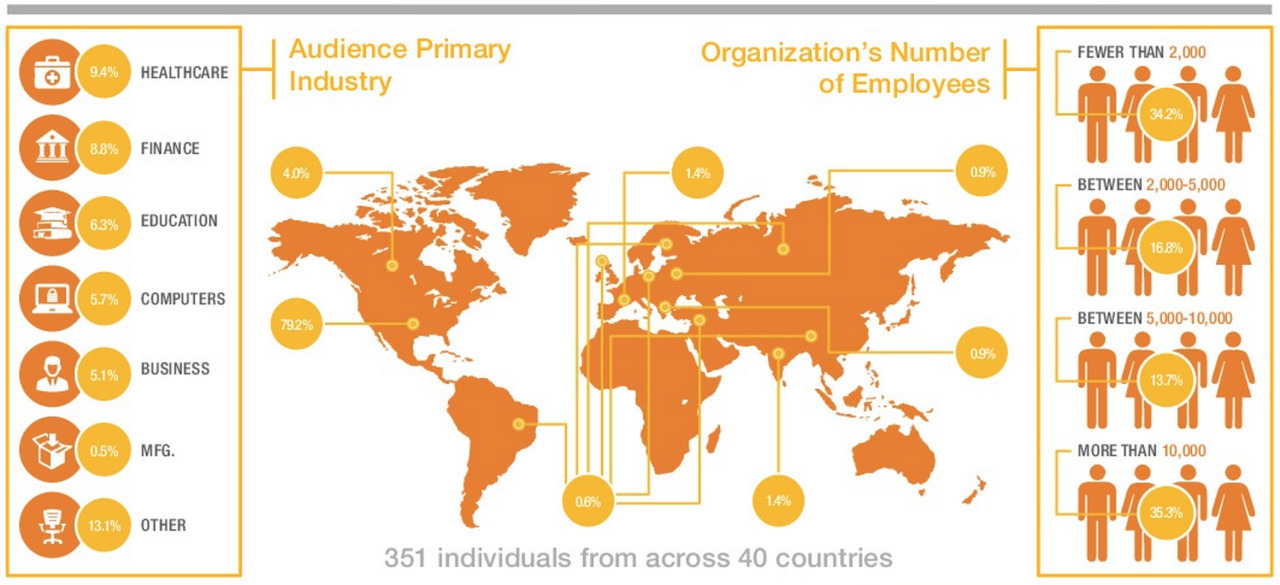 Audience Primary
Industry
9.4% HEALTHCARE
8.8% FINANCE
6.3% EDUCATION
5.7% COMPUTERS
5.1% BUSINESS
0.5% MFG.
13.1% OTHER
Organization's Number
of Employees
4.0%
1.4%
0.9%
79.2%
0.9%
0.6%
1.4%
351 individuals from across 40 countries
FEWER THAN 2,000
34.2%
BETWEEN 2,000-5,000
16.8%
BETWEEN 5,000-10,000
13.7%
MORE THAN 10,000
35.3%